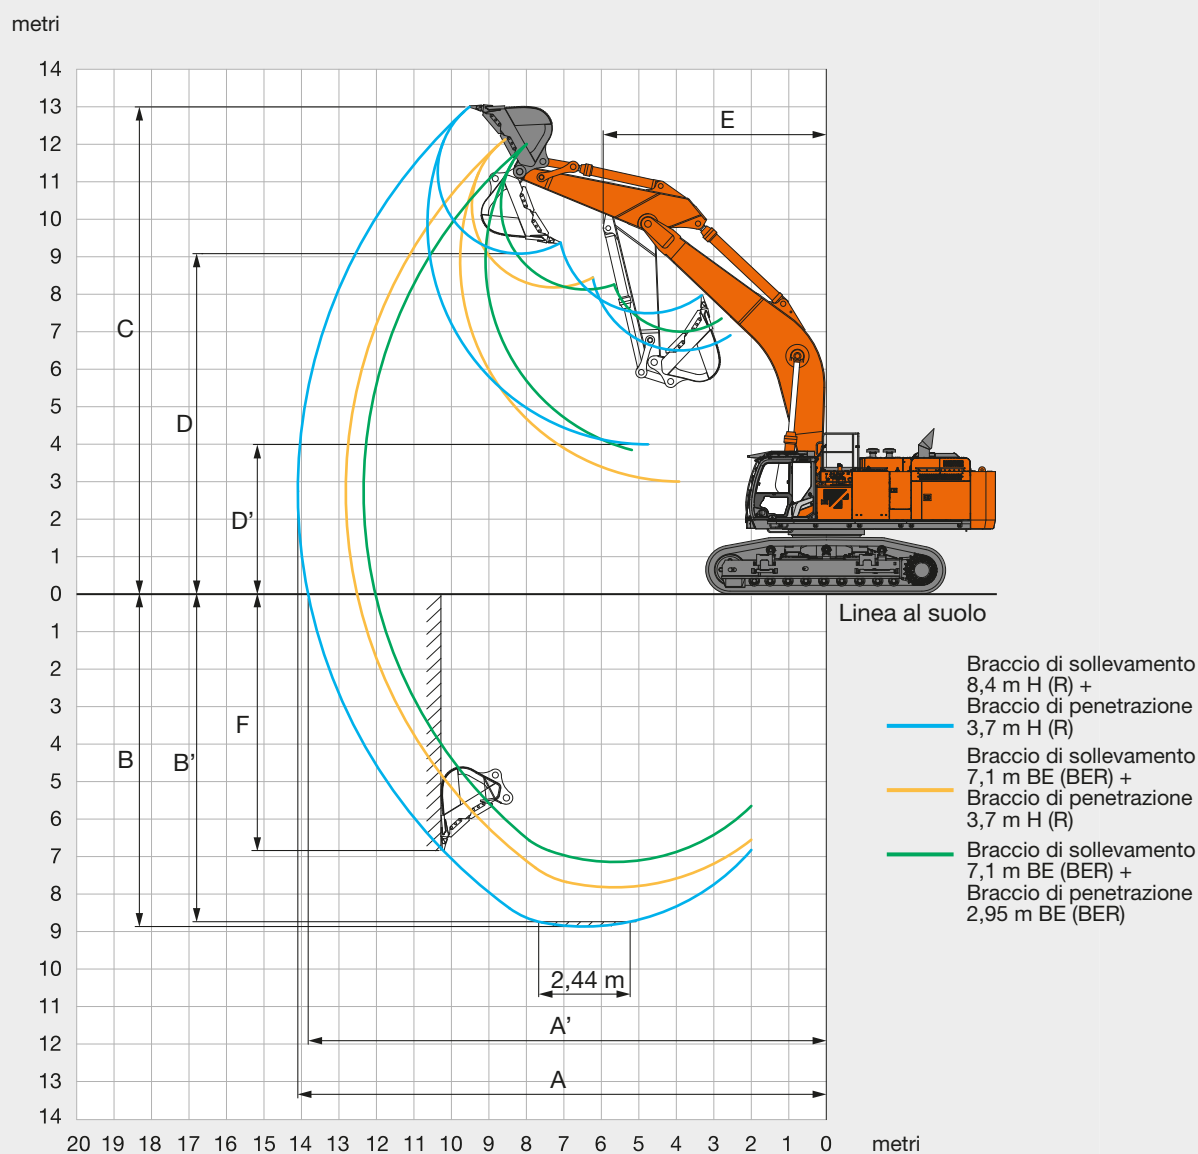 metri
14
13
12
11
10
9
8
7
6
5
4
3
2
1
0
1
2
3
4
5
6
7
8
9
10
11
12
13
14
E
C
D
D'
B
B'
F
2,44 m
A'
A
20 19 18 17 16 15 14 13 12 11 10 9 8 7 6 5 4 3 2 1 0 metri
Linea al suolo
Braccio di sollevamento
8,4 m H (R) +
Braccio di penetrazione
3,7 m H (R)
Braccio di sollevamento
7,1 m BE (BER) +
Braccio di penetrazione
3,7 m H (R)
Braccio di sollevamento
7,1 m BE (BER) +
Braccio di penetrazione
2,95 m BE (BER)